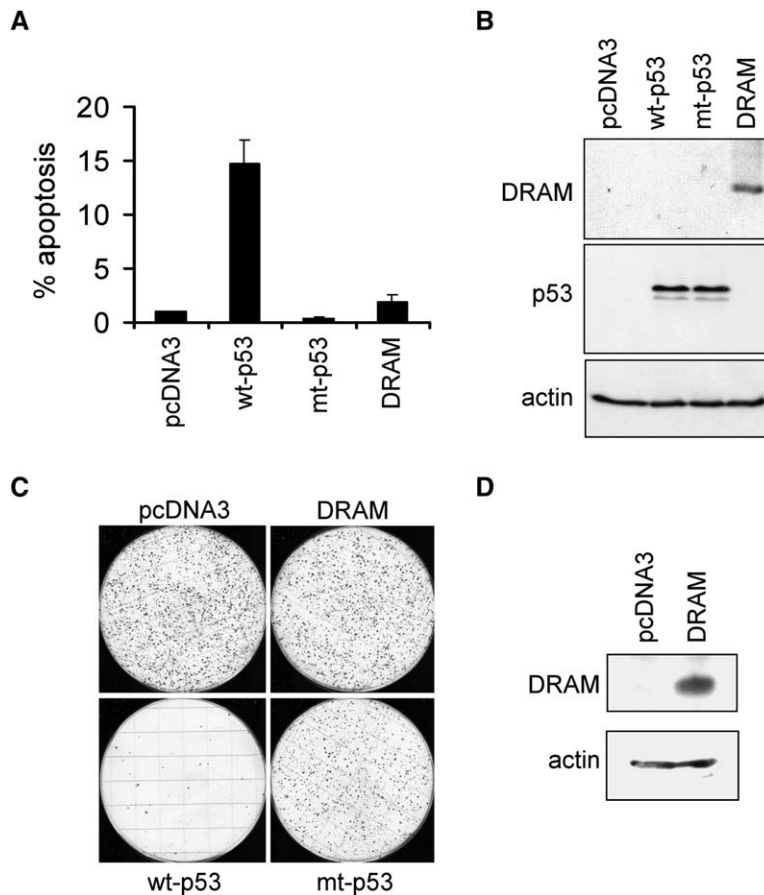 A
20
15
10
5
0
% apoptosis
pcDNA3
wt-p53
mt-p53
DRAM
B
pcDNA3
wt-p53
mt-p53
DRAM
DRAM
p53
actin
C
pcDNA3 DRAM
wt-p53 mt-p53
D
pcDNA3
DRAM
DRAM
actin